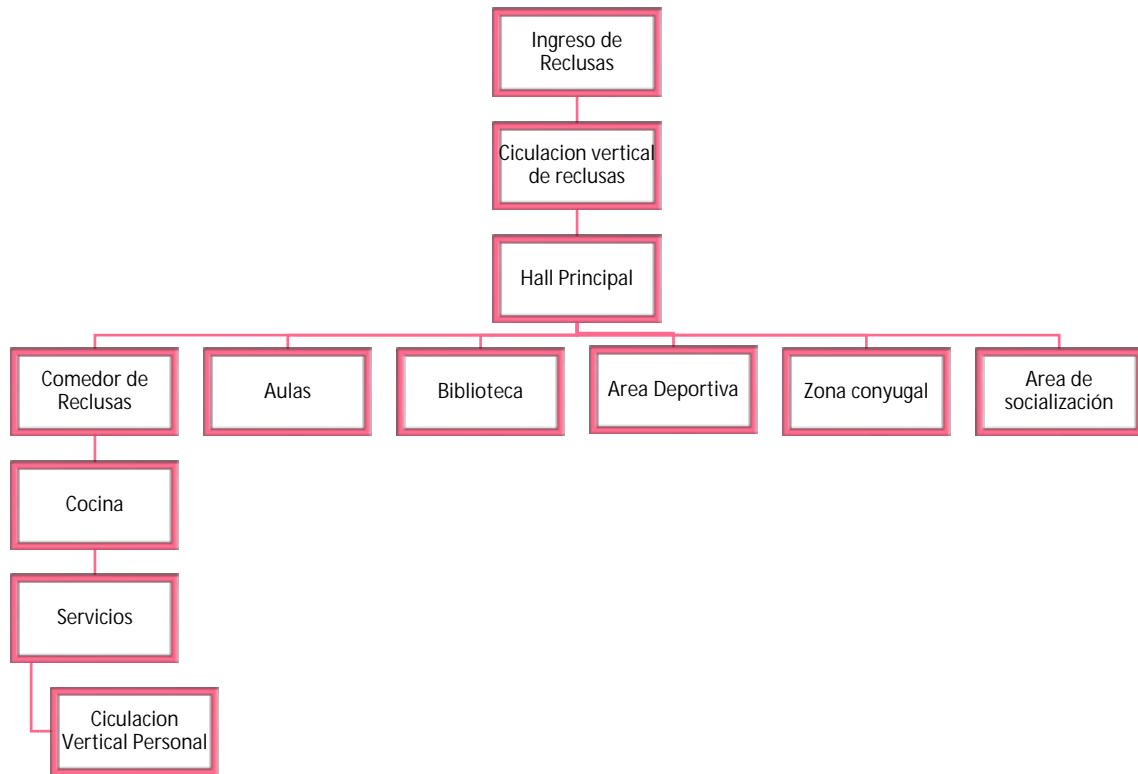 Ingreso de
Reclusas
Ciculacion vertical
de reclusas
Hall Principal
Comedor de
Reclusas
Aulas
Biblioteca
Area Deportiva
Zona conyugal
Area de
socialización
Cocina
Servicios
Ciculacion
Vertical Personal